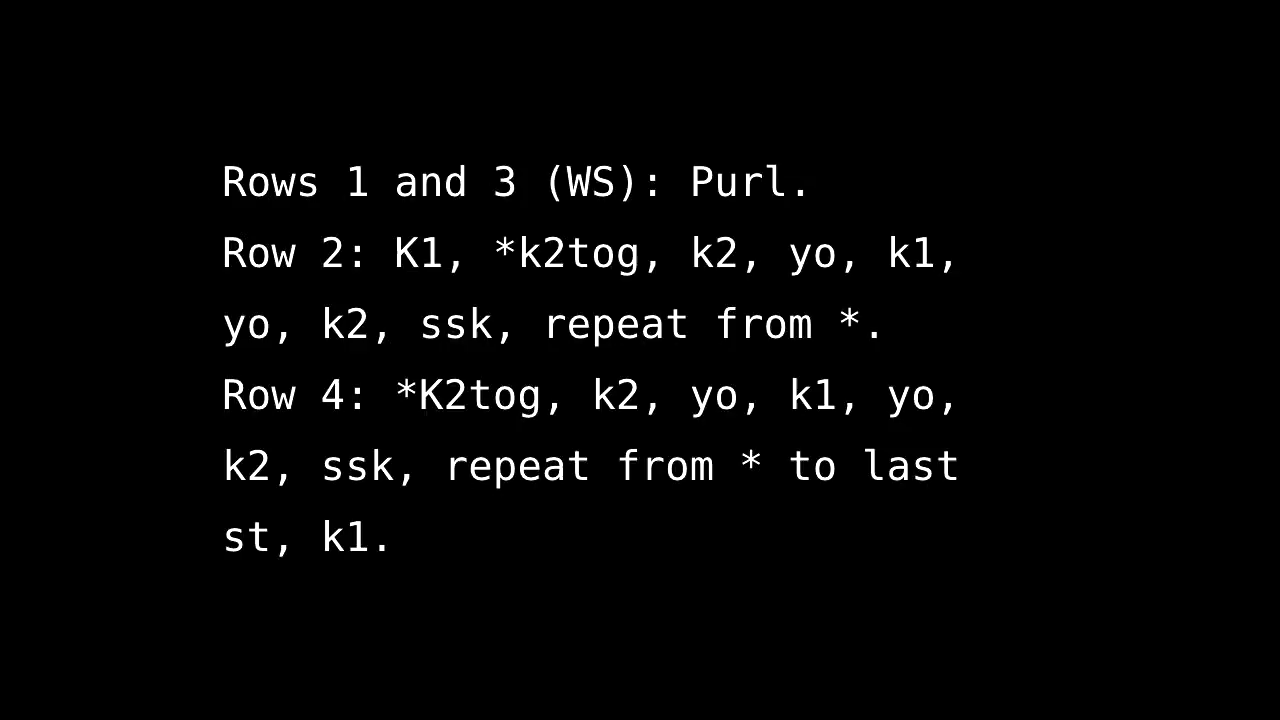 Rows 1 and 3 (WS): Purl.
Row 2: K1, *k2tog, k2, yo, k1,
yo, k2, ssk, repeat from *.
Row 4: *K2tog, k2, yo, k1, yo,
k2, ssk, repeat from * to last
st, k1.